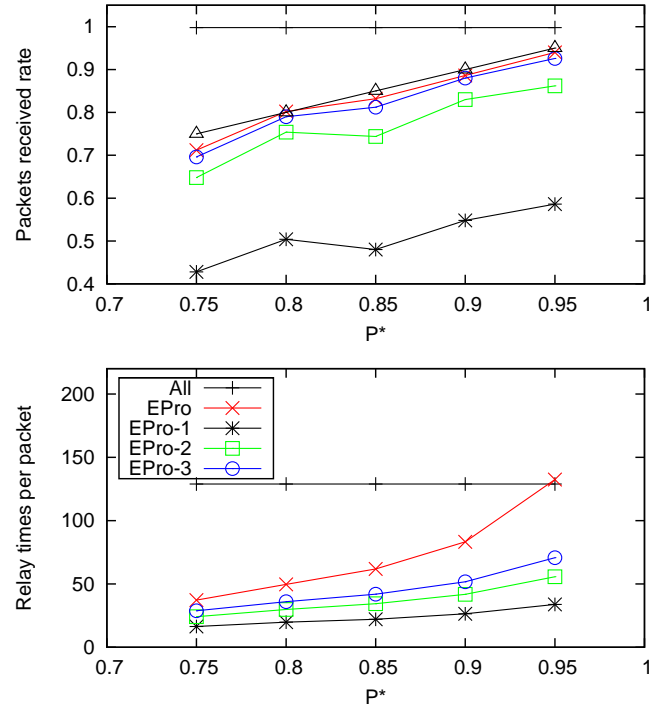 1
0.9
0.8
0.7
0.6
0.5
0.4
Packets received rate
0.7 0.75 0.8 0.85 0.9 0.95 1
P*
200
150
100
50
0
Relay times per packet
All
EPro
EPro-1
EPro-2
EPro-3
0.7 0.75 0.8 0.85 0.9 0.95 1
P*